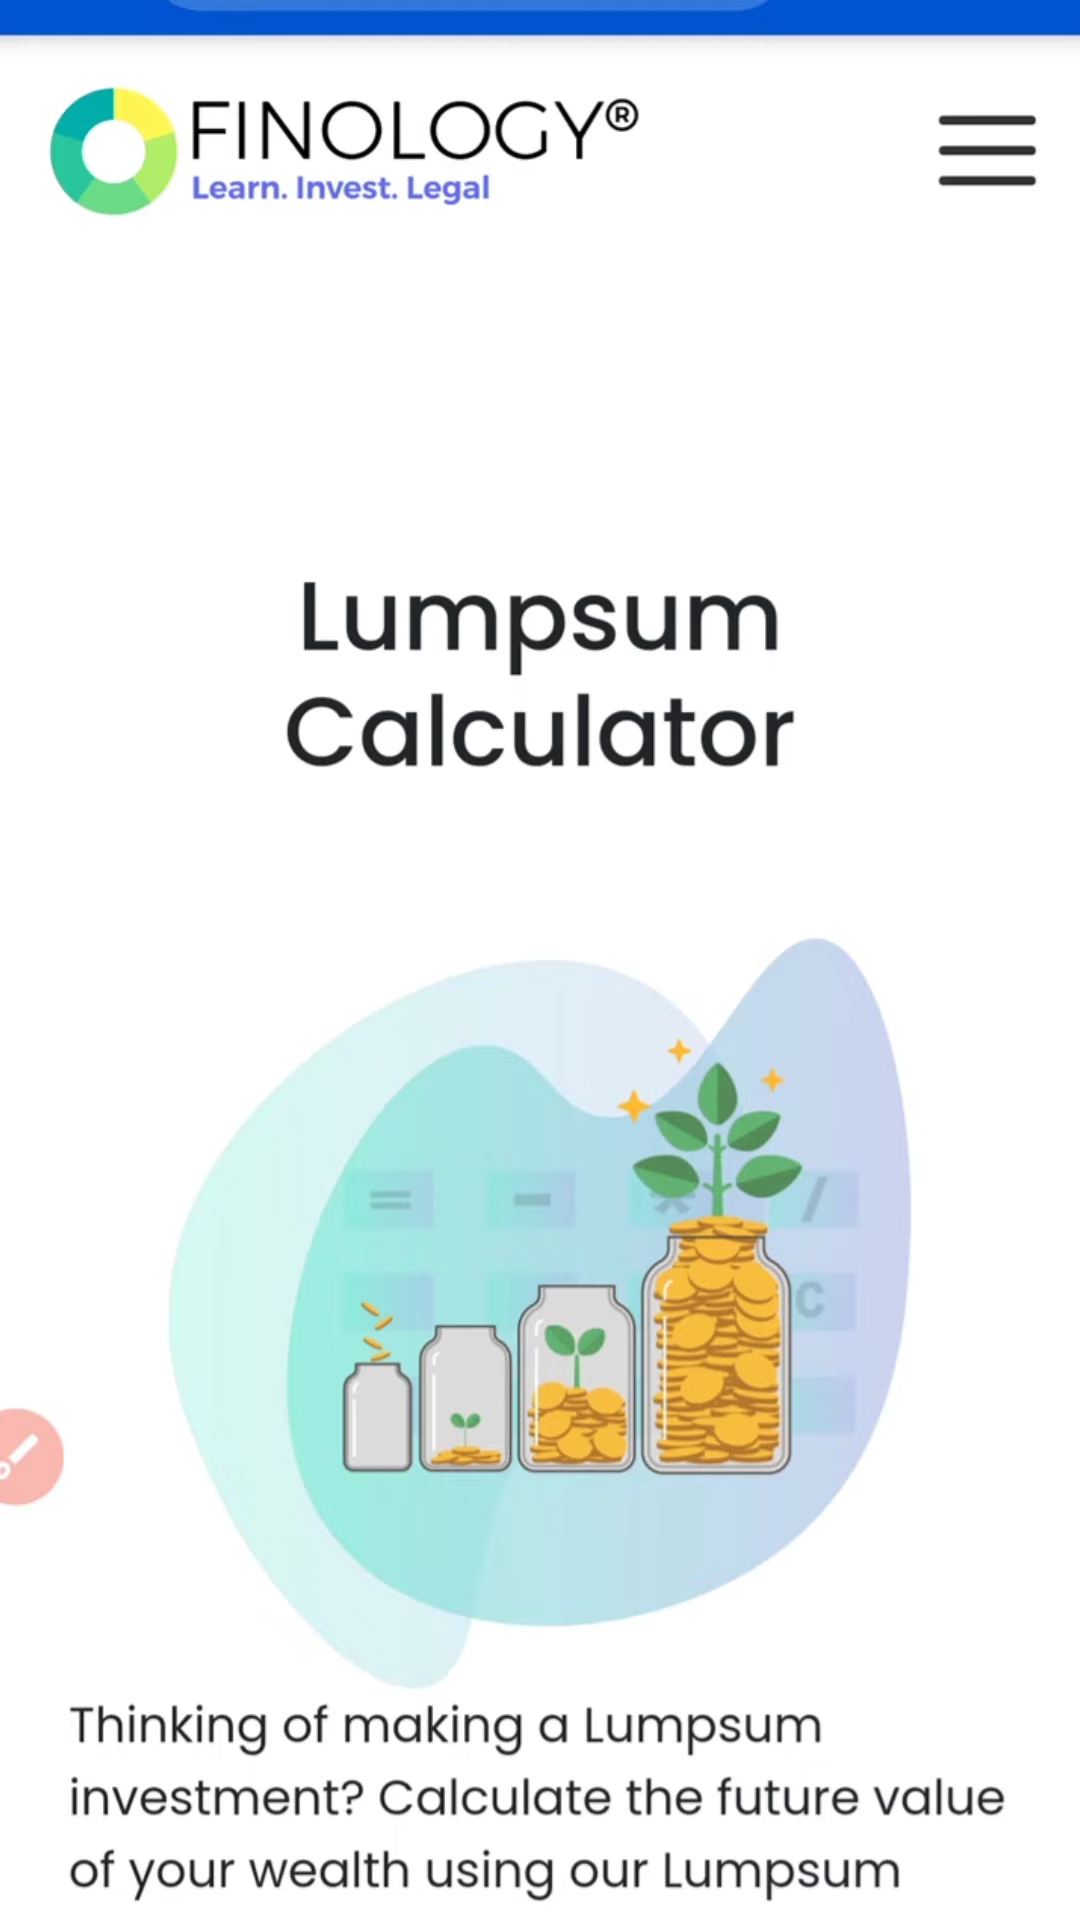 FINOLOGY®
Learn. Invest. Legal
Lumpsum
Calculator
= - * /
C
Thinking of making a Lumpsum
investment? Calculate the future value
of your wealth using our Lumpsum